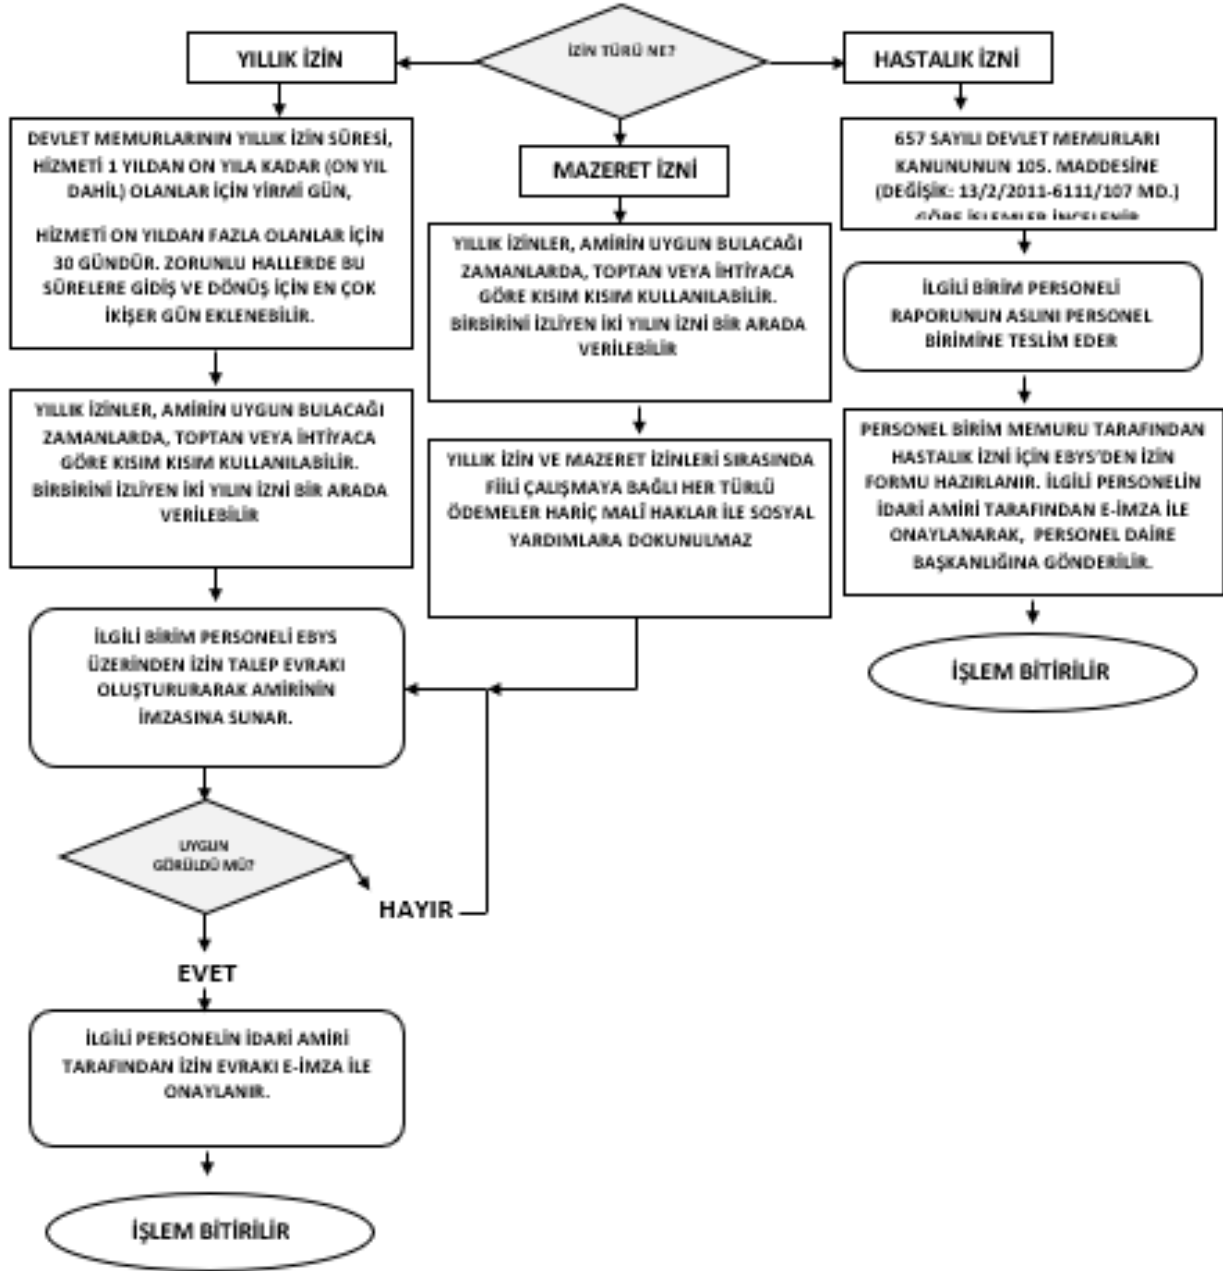 İZİN TÜRÜ NE?
YILLIK İZİN
DEVLET MEMURLARININ YILLIK İZİN SÜRESİ,
HİZMETİ 1 YILDAN ON YILA KADAR (ON YIL
DAHİL) OLANLAR İÇİN YİRMİ GÜN,
HİZMETİ ON YILDAN FAZLA OLANLAR İÇİN
30 GÜNDÜR. ZORUNLU HALLERDE BU
SÜRELERE GİDİŞ VE DÖNÜŞ İÇİN EN ÇOK
İKİŞER GÜN EKLENEBİLİR.
YILLIK İZİNLER, AMİRİN UYGUN BULACAĞI
ZAMANLARDA, TOPTAN VEYA İHTİYACA
GÖRE KISIM KISIM KULLANILABİLİR.
BİRBİRİNİ İZLİYEN İKİ YILIN İZNİ BİR ARADA
VERİLEBİLİR
İLGİLİ BİRİM PERSONELİ EBYS
ÜZERİNDEN İZİN TALEP EVRAKI
OLUŞTURURARAK AMİRİNİN
İMZASINA SUNAR.
UYGUN
GÖRÜLDÜ MÜ?
HAYIR
EVET
İLGİLİ PERSONELİN İDARİ AMİRİ
TARAFINDAN İZİN EVRAKI E-İMZA İLE
ONAYLANIR.
İŞLEM BİTİRİLİR
MAZERET İZNİ
YILLIK İZİNLER, AMİRİN UYGUN BULACAĞI
ZAMANLARDA, TOPTAN VEYA İHTİYACA
GÖRE KISIM KISIM KULLANILABİLİR.
BİRBİRİNİ İZLİYEN İKİ YILIN İZNİ BİR ARADA
VERİLEBİLİR
YILLIK İZİN VE MAZERET İZİNLERİ SIRASINDA
FİİLİ ÇALIŞMAYA BAĞLI HER TÜRLÜ
ÖDEMELER HARİÇ MALÎ HAKLAR İLE SOSYAL
YARDIMLARA DOKUNULMAZ
HASTALIK İZNİ
657 SAYILI DEVLET MEMURLARI
KANUNUNUN 105. MADDESİNE
(DEĞİŞİK: 13/2/2011-6111/107 MD.)
GÖRE İŞLEMLER İNCELENİR
İLGİLİ BİRİM PERSONELİ
RAPORUNUN ASLINI PERSONEL
BİRİMİNE TESLİM EDER
PERSONEL BİRİM MEMURU TARAFINDAN
HASTALIK İZNİ İÇİN EBYS'DEN İZİN
FORMU HAZIRLANIR. İLGİLİ PERSONELİN
İDARİ AMİRİ TARAFINDAN E-İMZA İLE
ONAYLANARAK, PERSONEL DAİRE
BAŞKANLIĞINA GÖNDERİLİR.
İŞLEM BİTİRİLİR